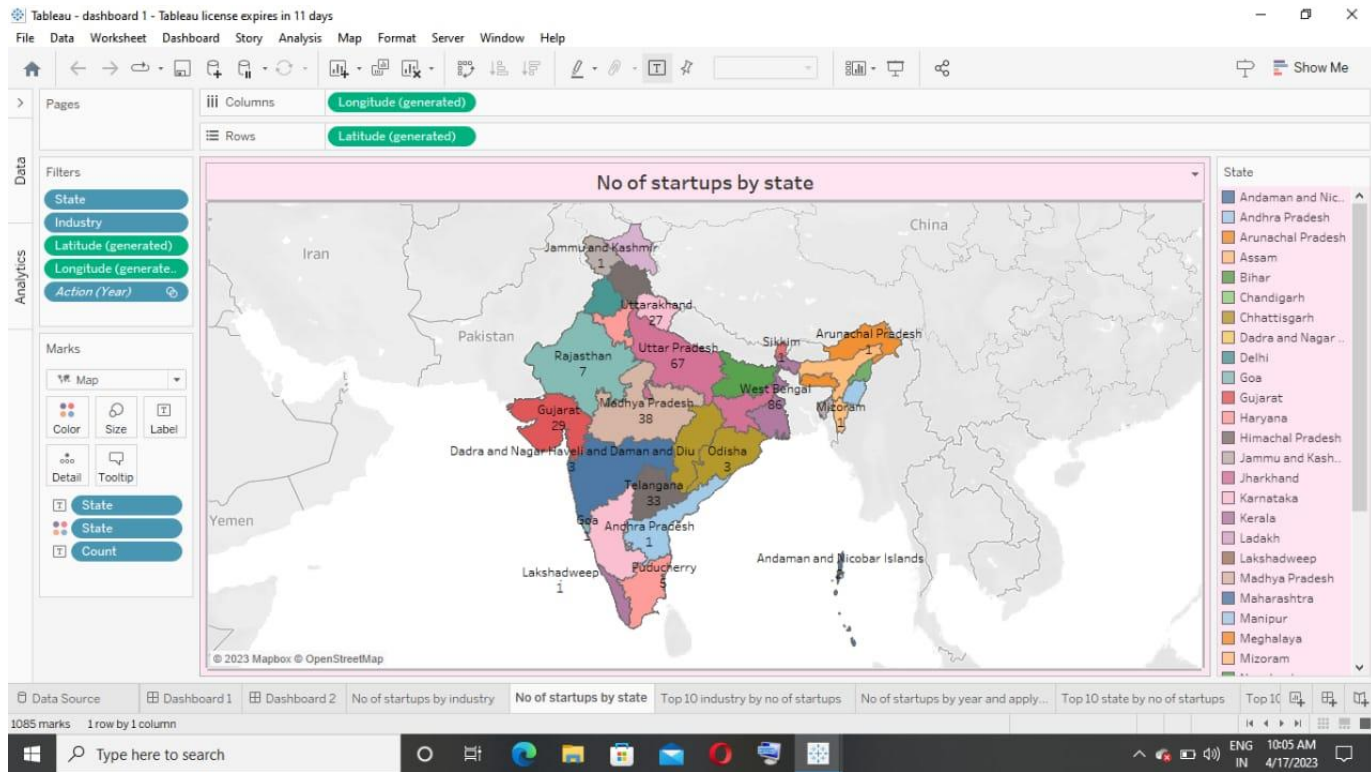 Tableau - dashboard 1 - Tableau license expires in 11 days
File Data Worksheet Dashboard Story Analysis Map Format Server Window Help
Show Me
Pages
Columns
Longitude (generated)
Rows
Latitude (generated)
Data
Analytics
Filters
State
Industry
Latitude (generated)
Longitude (generate..
Action (Year)
Marks
Map
Color Size Label
Detail Tooltip
State
State
Count
No of startups by state
China
Iran
Jammu and Kashmir
1
Uttarakhand
27
Pakistan
Arunachal Pradesh
1
Sikkim
1
Uttar Pradesh
67
Rajasthan
7
West Bengal
86
Madhya Pradesh
38
Mizoram
1
Gujarat
29
Dadra and Nagar Haveli and Daman and Diu
3
Odisha
3
Telangana
33
Yemen
Goa
1
Andhra Pradesh
1
Andaman and Nicobar Islands
Puducherry
5
Lakshadweep
1
© 2023 Mapbox © OpenStreetMap
State
Andaman and Nic..
Andhra Pradesh
Arunachal Pradesh
Assam
Bihar
Chandigarh
Chhattisgarh
Dadra and Nagar ..
Delhi
Goa
Gujarat
Haryana
Himachal Pradesh
Jammu and Kash..
Jharkhand
Karnataka
Kerala
Ladakh
Lakshadweep
Madhya Pradesh
Maharashtra
Manipur
Meghalaya
Mizoram
Data Source Dashboard 1 Dashboard 2 No of startups by industry No of startups by state Top 10 industry by no of startups No of startups by year and apply... Top 10 state by no of startups Top 10
1085 marks 1 row by 1 column
Type here to search
ENG 10:05 AM
IN 4/17/2023